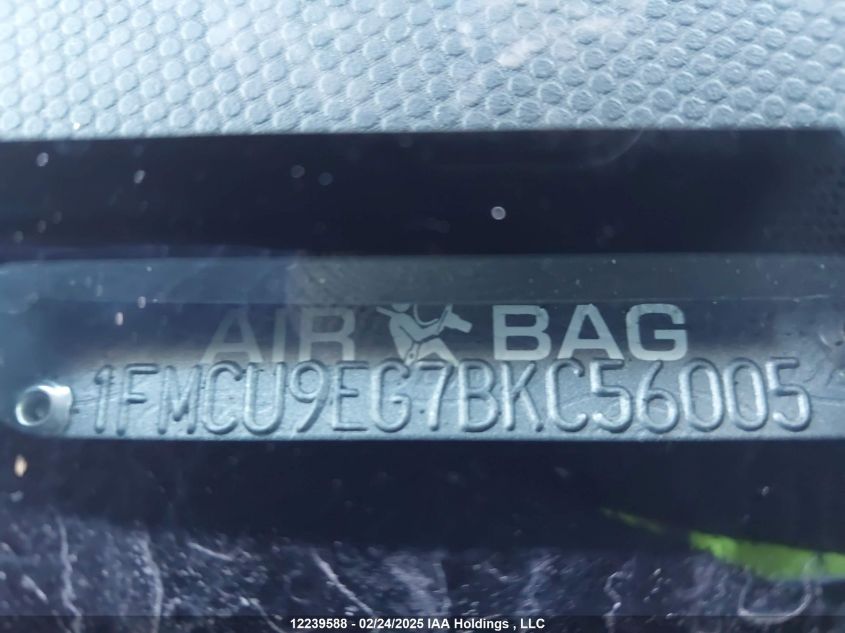 AIR BAG
1FMCU9EG7BKC56005
12239588 - 02/24/2025 IAA Holdings , LLC